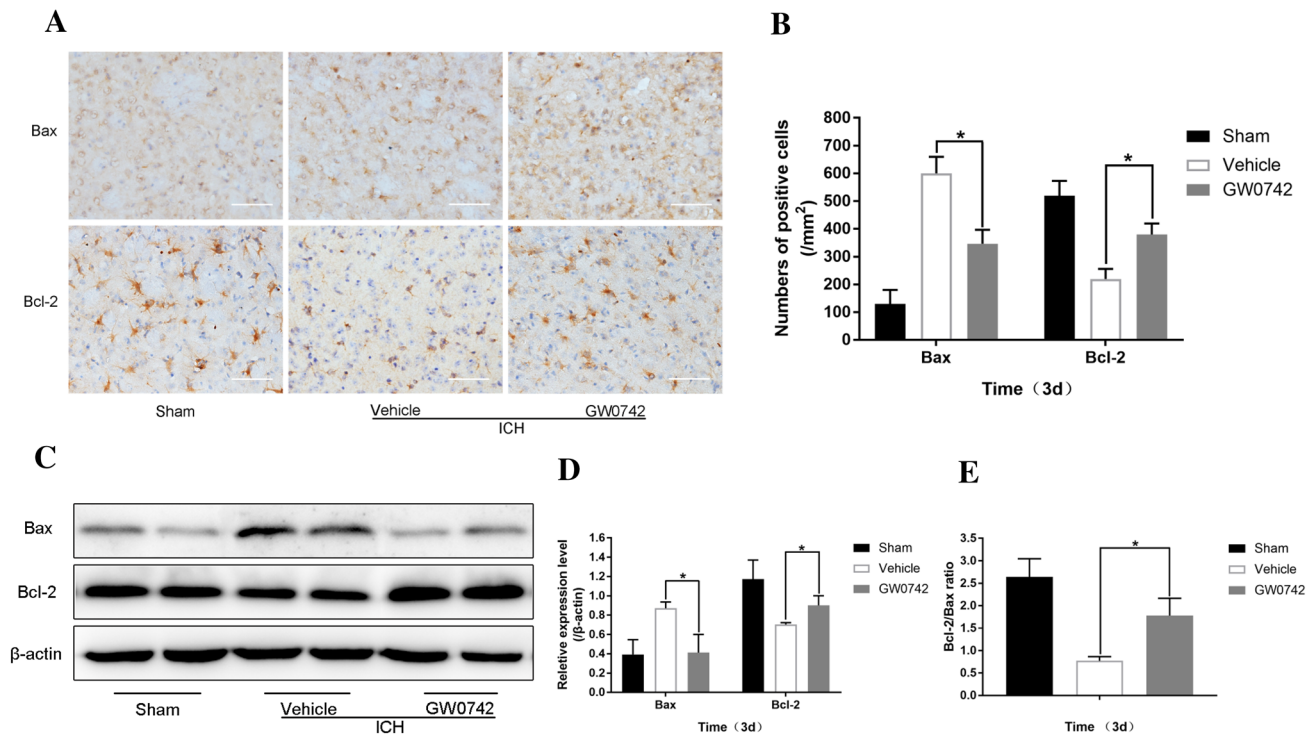 A
Bax
Bcl-2
Sham
Vehicle
GW0742
ICH
B
Numbers of positive cells
(/mm²)
800
700
600
500
400
300
200
100
0
*
*
Bax
Bcl-2
Time（3d）
Sham
Vehicle
GW0742
C
Bax
Bcl-2
β-actin
Sham
Vehicle
GW0742
ICH
D
Reletive expression level
(/β-actin)
1.6
1.4
1.2
1.0
0.8
0.6
0.4
0.2
0.0
*
*
Bax
Bcl-2
Time（3d）
Sham
Vehicle
GW0742
E
Bcl-2/Bax ratio
3.5
3.0
2.5
2.0
1.5
1.0
0.5
0.0
*
Time （3d）
Sham
Vehicle
GW0742